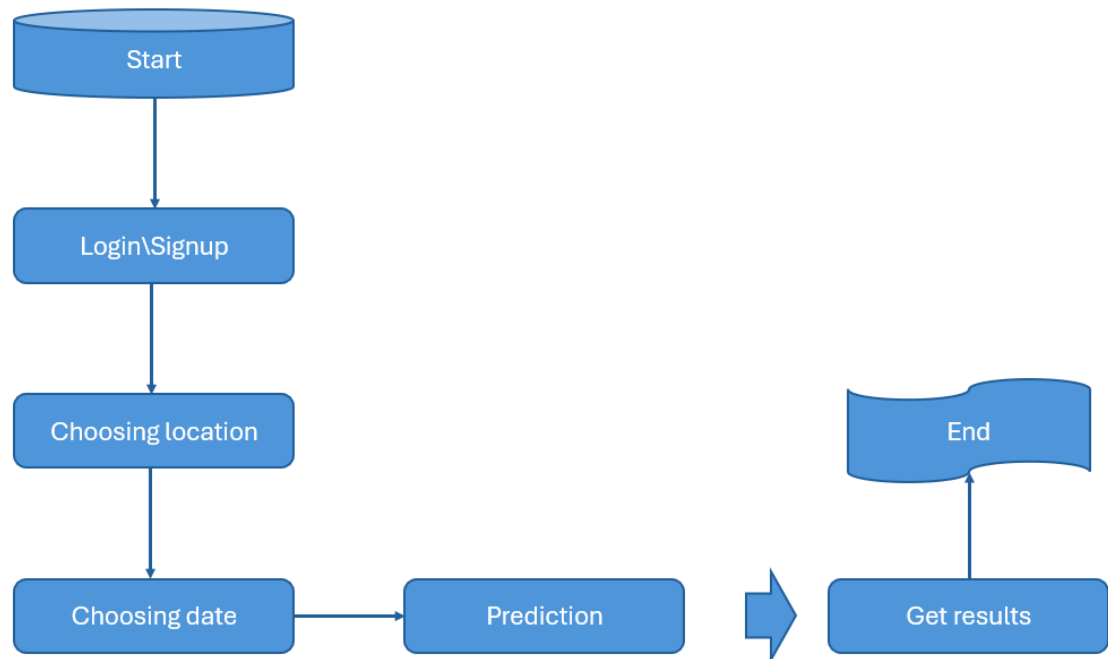 Start
Login\Signup
Choosing location
Choosing date
Prediction
Get results
End